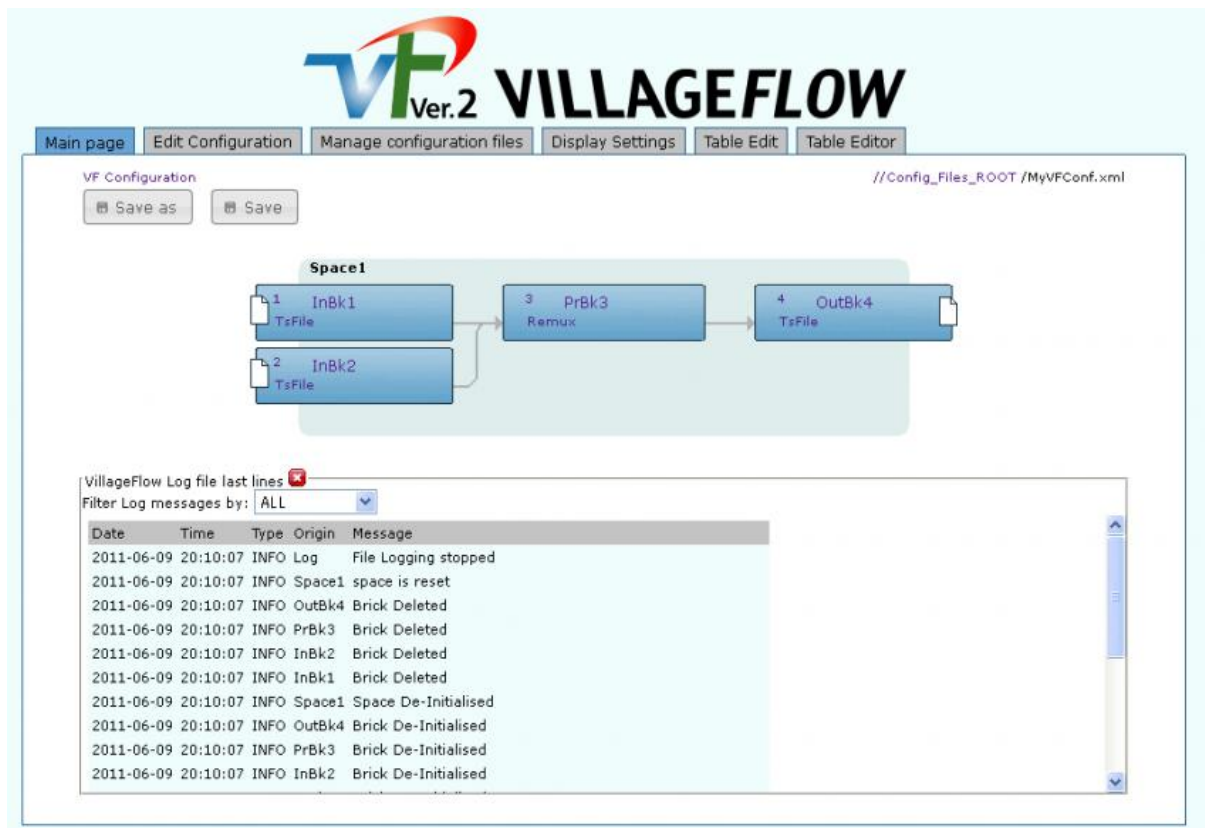 VF Ver.2 VILLAGEFLOW
Main page Edit Configuration Manage configuration files Display Settings Table Edit Table Editor
VF Configuration //Config_Files_ROOT /MyVFConf.xml
Save as Save
Space1
1 InBk1
TsFile
3 PrBk3
Remux
4 OutBk4
TsFile
2 InBk2
TsFile
VillageFlow Log file last lines
Filter Log messages by: ALL
Date Time Type Origin Message
2011-06-09 20:10:07 INFO Log File Logging stopped
2011-06-09 20:10:07 INFO Space1 space is reset
2011-06-09 20:10:07 INFO OutBk4 Brick Deleted
2011-06-09 20:10:07 INFO PrBk3 Brick Deleted
2011-06-09 20:10:07 INFO InBk2 Brick Deleted
2011-06-09 20:10:07 INFO InBk1 Brick Deleted
2011-06-09 20:10:07 INFO Space1 Space De-Initialised
2011-06-09 20:10:07 INFO OutBk4 Brick De-Initialised
2011-06-09 20:10:07 INFO PrBk3 Brick De-Initialised
2011-06-09 20:10:07 INFO InBk2 Brick De-Initialised